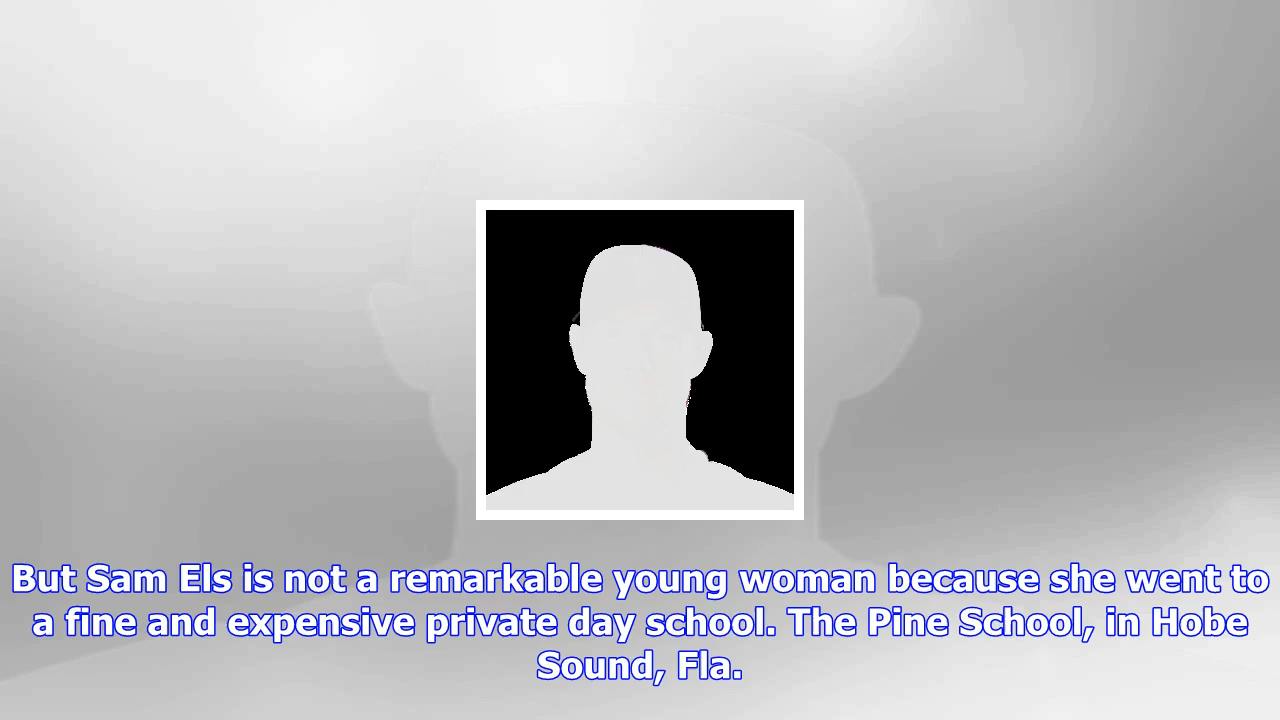 But Sam Els is not a remarkable young woman because she went to
a fine and expensive private day school. The Pine School, in Hobe
Sound, Fla.